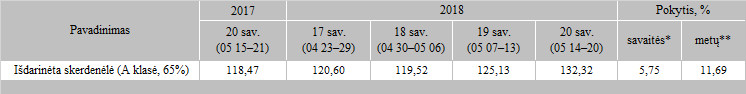 Pavadinimas 2017 2018 Pokytis, %
20 sav. (05 15–21) 17 sav. (04 23–29) 18 sav. (04 30–05 06) 19 sav. (05 07–13) 20 sav. (05 14–20) savaitės* metų**
Išdarinėta skerdenėlė (A klasė, 65%) 118,47 120,60 119,52 125,13 132,32 5,75 11,69